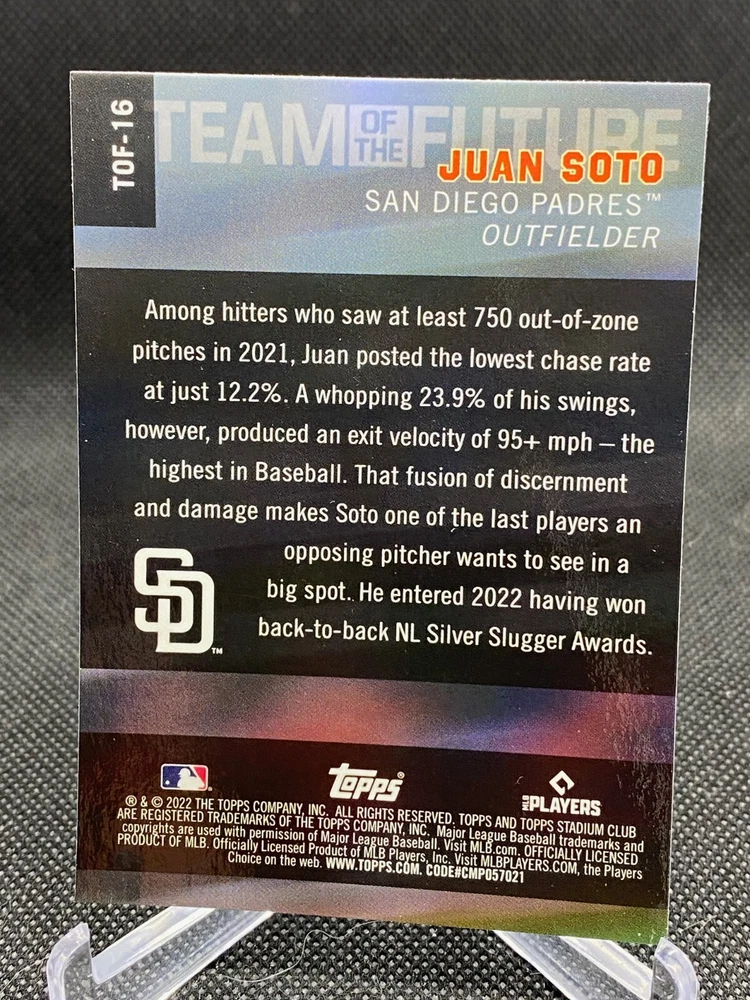 TOF-16
TEAM OF THE FUTURE
JUAN SOTO
SAN DIEGO PADRES™
OUTFIELDER
Among hitters who saw at least 750 out-of-zone
pitches in 2021, Juan posted the lowest chase rate
at just 12.2%. A whopping 23.9% of his swings,
however, produced an exit velocity of 95+ mph – the
highest in Baseball. That fusion of discernment
and damage makes Soto one of the last players an
opposing pitcher wants to see in a
big spot. He entered 2022 having won
back-to-back NL Silver Slugger Awards.
SD™
Topps®
MLB PLAYERS
® & © 2022 THE TOPPS COMPANY, INC. ALL RIGHTS RESERVED. TOPPS AND TOPPS STADIUM CLUB
ARE REGISTERED TRADEMARKS OF THE TOPPS COMPANY, INC. Major League Baseball trademarks and
copyrights are used with permission of Major League Baseball. Visit MLB.com. OFFICIALLY LICENSED
PRODUCT OF MLB. Officially Licensed Product of MLB Players, Inc. Visit MLBPLAYERS.COM, the Players
Choice on the web. WWW.TOPPS.COM. CODE#CMP057021